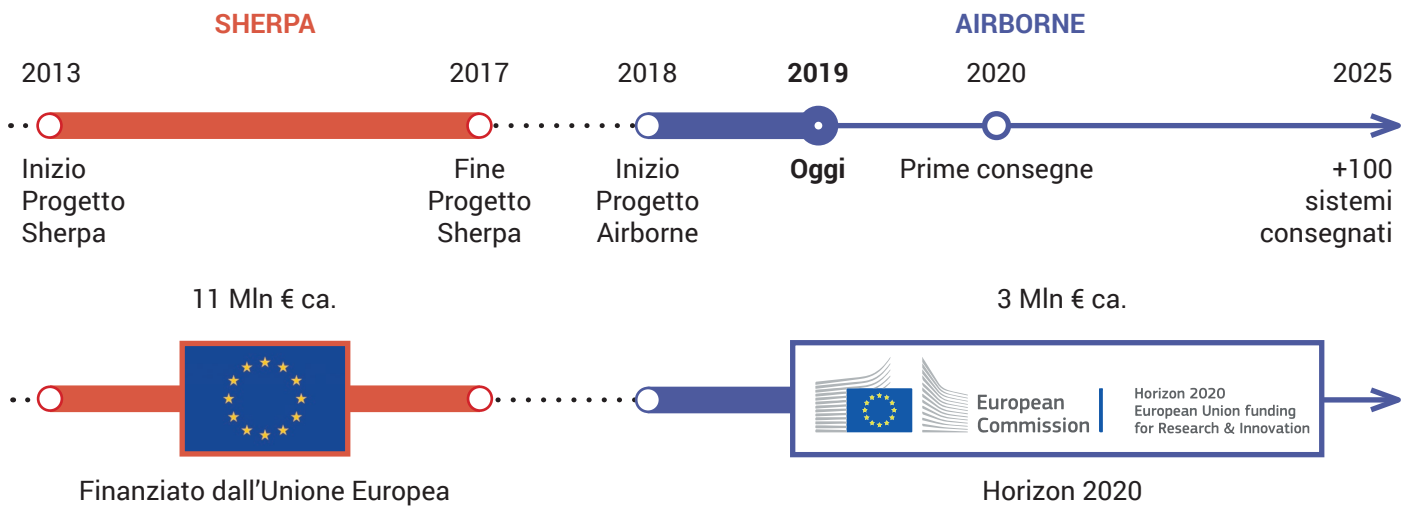 SHERPA
AIRBORNE
2013
2017
2018
2019
2020
2025
Inizio
Progetto
Sherpa
Fine
Progetto
Sherpa
Inizio
Progetto
Airborne
Oggi
Prime consegne
+100
sistemi
consegnati
11 Mln € ca.
3 Mln € ca.
European
Commission
Horizon 2020
European Union funding
for Research & Innovation
Finanziato dall’Unione Europea
Horizon 2020